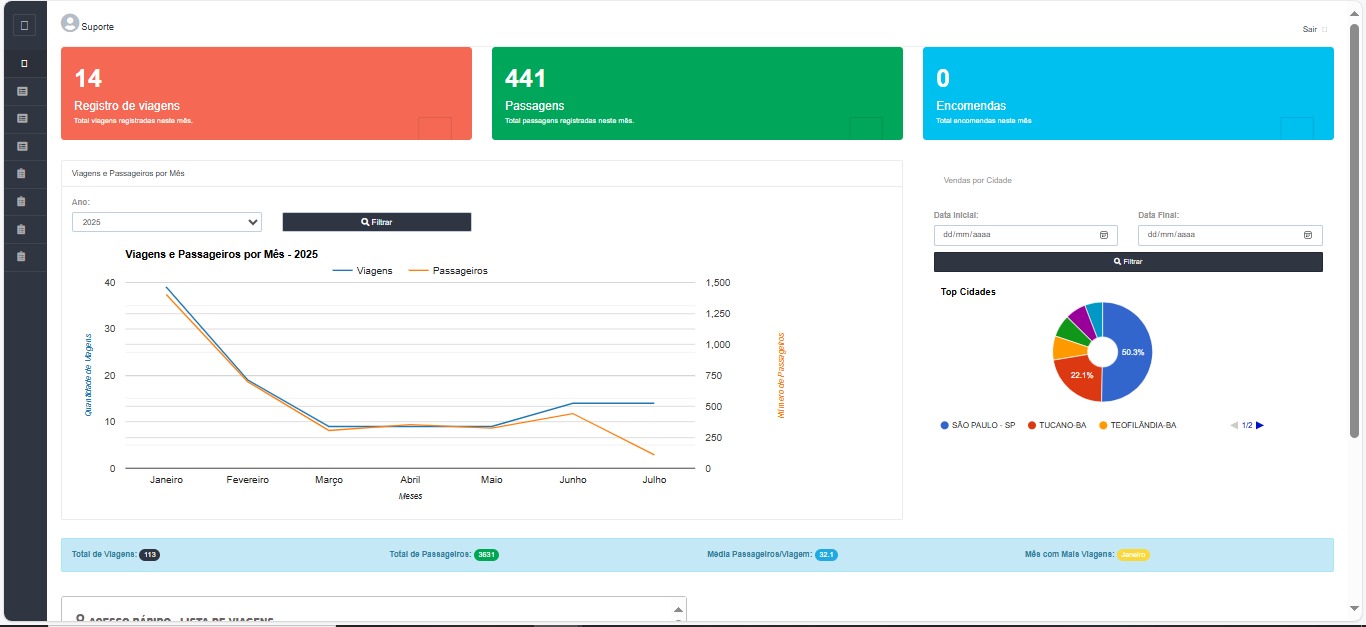 Suporte
Sair
14
Registro de viagens
Total viagens registradas neste mês.
441
Passagens
Total passagens registradas neste mês.
0
Encomendas
Total encomendas neste mês
Viagens e Passageiros por Mês
Ano:
2025
Filtrar
Viagens e Passageiros por Mês - 2025
Viagens Passageiros
40
30
20
10
0
Quantidade de Viagens
1,500
1,250
1,000
750
500
250
0
Número de Passageiros
Janeiro Fevereiro Março Abril Maio Junho Julho
Meses
Vendas por Cidade
Data Inicial: Data Final:
dd/mm/aaaa dd/mm/aaaa
Filtrar
Top Cidades
50.3%
22.1%
SÃO PAULO - SP TUCANO-BA TEOFILÂNDIA-BA 1/2
Total de Viagens: 113 Total de Passageiros: 3631 Média Passageiros/Viagem: 32.1 Mês com Mais Viagens: Janeiro
ACESSO RÁPIDO - LISTA DE VIAGENS